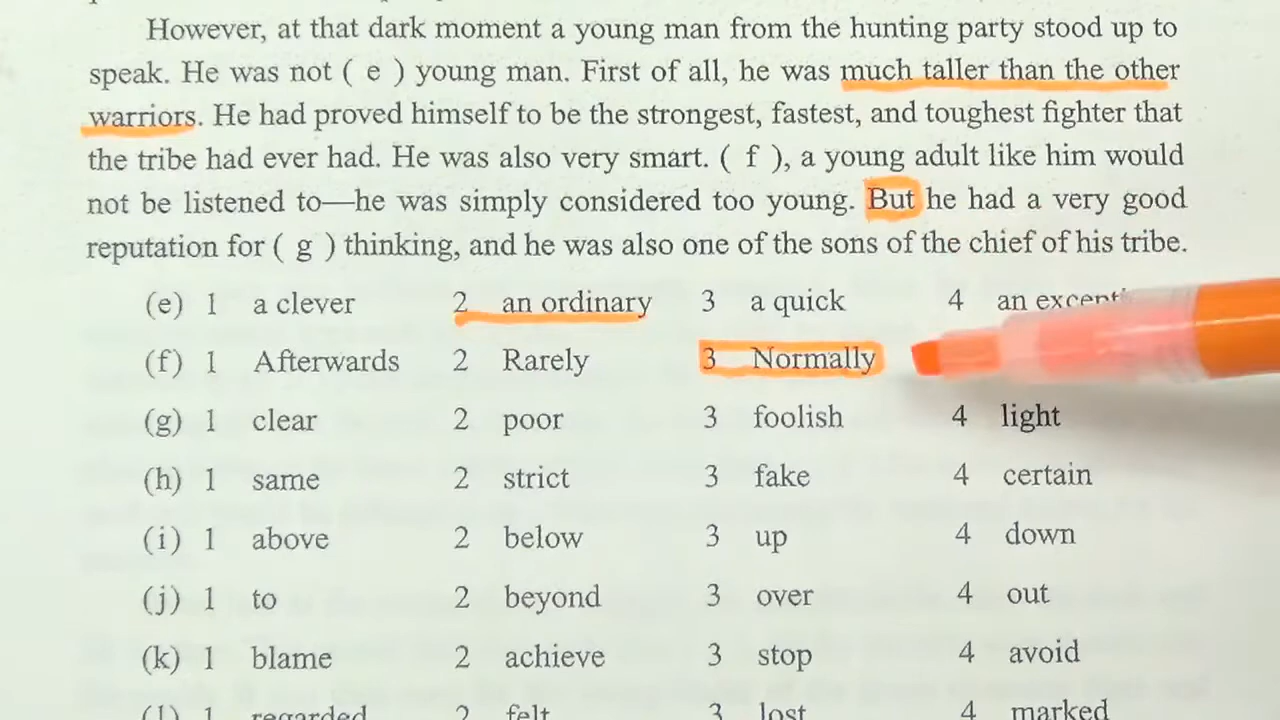 However, at that dark moment a young man from the hunting party stood up to
speak. He was not ( e ) young man. First of all, he was much taller than the other
warriors. He had proved himself to be the strongest, fastest, and toughest fighter that
the tribe had ever had. He was also very smart. ( f ), a young adult like him would
not be listened to—he was simply considered too young. But he had a very good
reputation for ( g ) thinking, and he was also one of the sons of the chief of his tribe.
(e) 1 a clever 2 an ordinary 3 a quick 4 an
(f) 1 Afterwards 2 Rarely 3 Normally
(g) 1 clear 2 poor 3 foolish 4 light
(h) 1 same 2 strict 3 fake 4 certain
(i) 1 above 2 below 3 up 4 down
(j) 1 to 2 beyond 3 over 4 out
(k) 1 blame 2 achieve 3 stop 4 avoid
(l) 1 regarded 2 felt 3 lost 4 marked